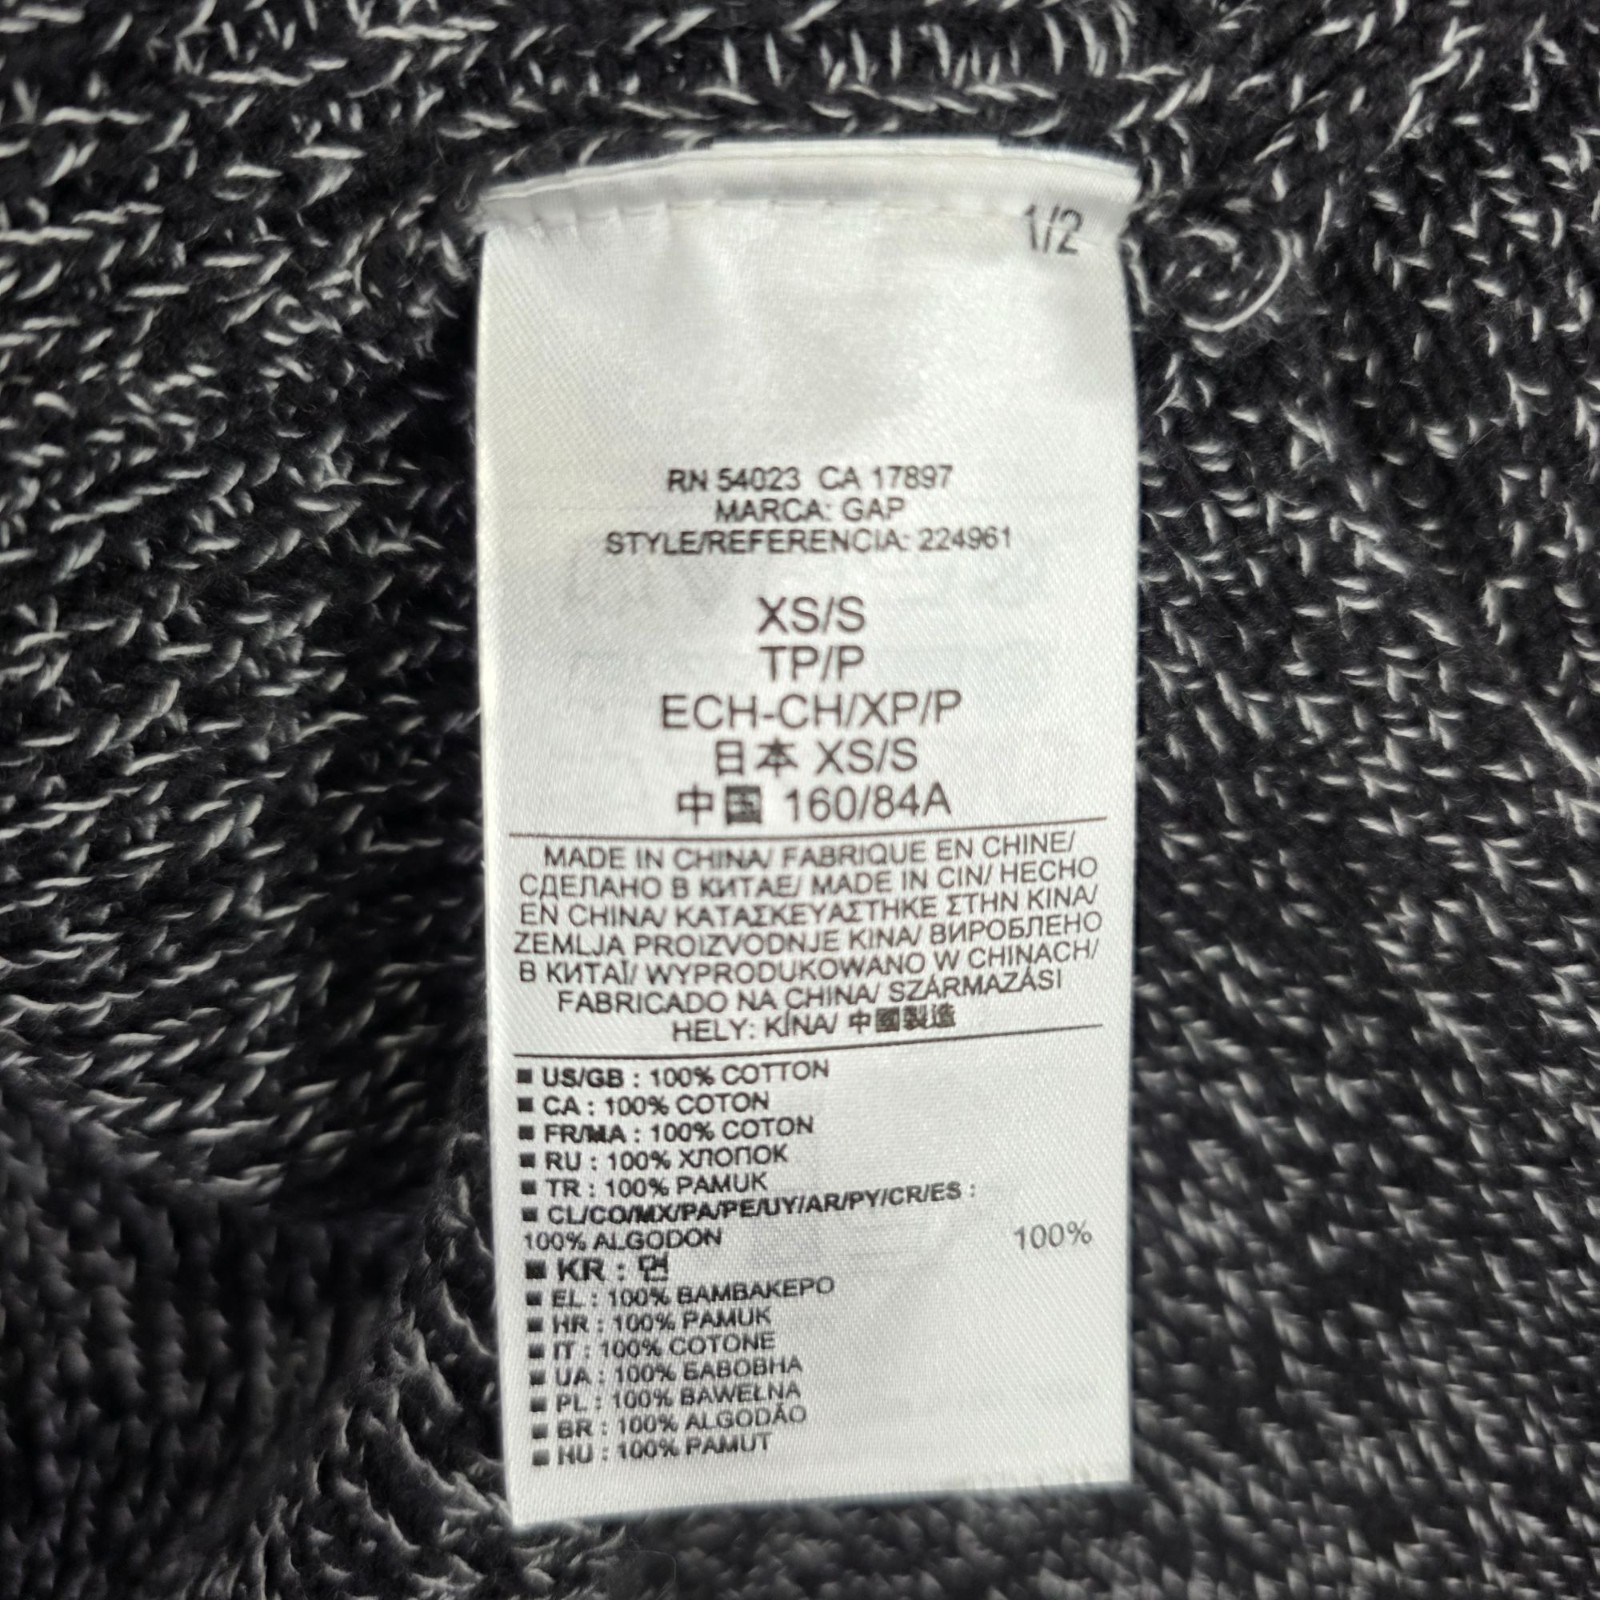 1/2
RN 54023 CA 17897
MARCA: GAP
STYLE/REFERENCIA: 224961
XS/S
TP/P
ECH-CH/XP/P
日本 XS/S
中国 160/84A
MADE IN CHINA/ FABRIQUE EN CHINE/
СДЕЛАНО В КИТАЕ/ MADE IN CIN/ HECHO
EN CHINA/ ΚΑΤΑΣΚΕΥΑΣΤΗΚΕ ΣΤΗΝ ΚΙΝΑ/
ZEMLJA PROIZVODNJE KINA/ ВИРОБЛЕНО
В КИТАЇ/ WYPRODUKOWANO W CHINACH/
FABRICADO NA CHINA/ SZÁRMAZÁSI
HELY: KÍNA/ 中國製造
■ US/GB : 100% COTTON
■ CA : 100% COTON
■ FR/MA : 100% COTON
■ RU : 100% ХЛОПОК
■ TR : 100% PAMUK
■ CL/CO/MX/PA/PE/UY/AR/PY/CR/ES :
100% ALGODON
■ KR : 면 100%
■ EL : 100% ΒΑΜΒΑΚΕΡΟ
■ HR : 100% PAMUK
■ IT : 100% COTONE
■ UA : 100% БАВОВНА
■ PL : 100% BAWEŁNA
■ BR : 100% ALGODÃO
■ HU : 100% PAMUT